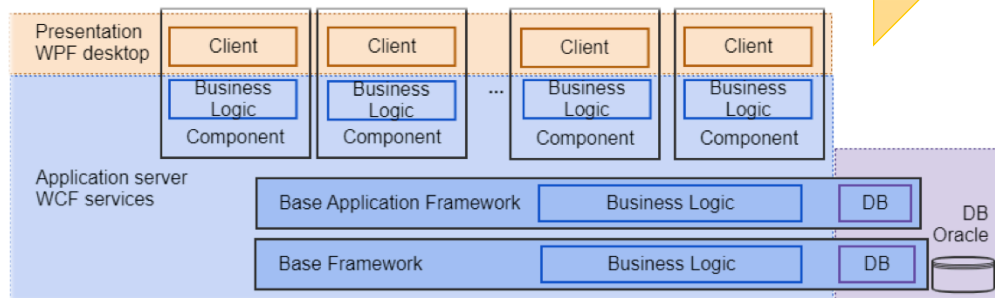 Presentation
WPF desktop
Client
Client
Client
Client
Business
Logic
Business
Logic
...
Business
Logic
Business
Logic
Component
Component
Component
Component
Application server
WCF services
Base Application Framework
Business Logic
DB
DB
Oracle
Base Framework
Business Logic
DB